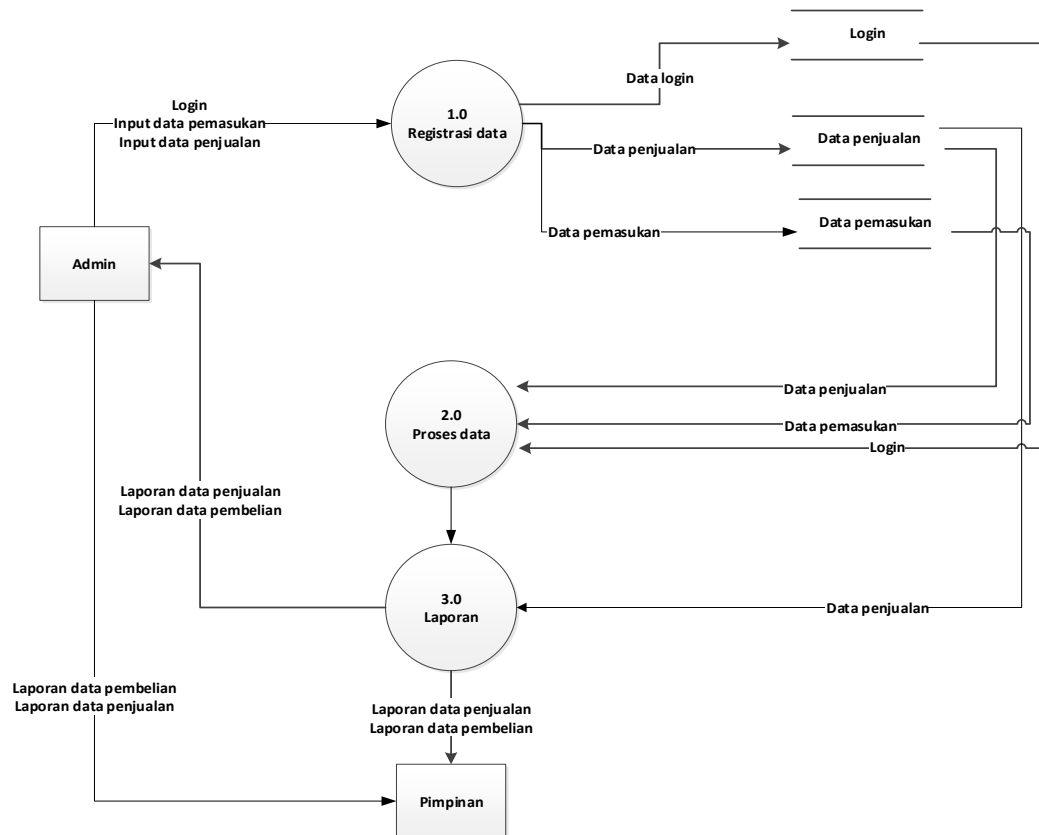 Login
Data login
Login
Input data pemasukan
Input data penjualan
1.0
Registrasi data
Data penjualan
Data penjualan
Data pemasukan
Data pemasukan
Admin
Data penjualan
2.0
Proses data
Data pemasukan
Login
Laporan data penjualan
Laporan data pembelian
3.0
Laporan
Data penjualan
Laporan data pembelian
Laporan data penjualan
Laporan data penjualan
Laporan data pembelian
Pimpinan